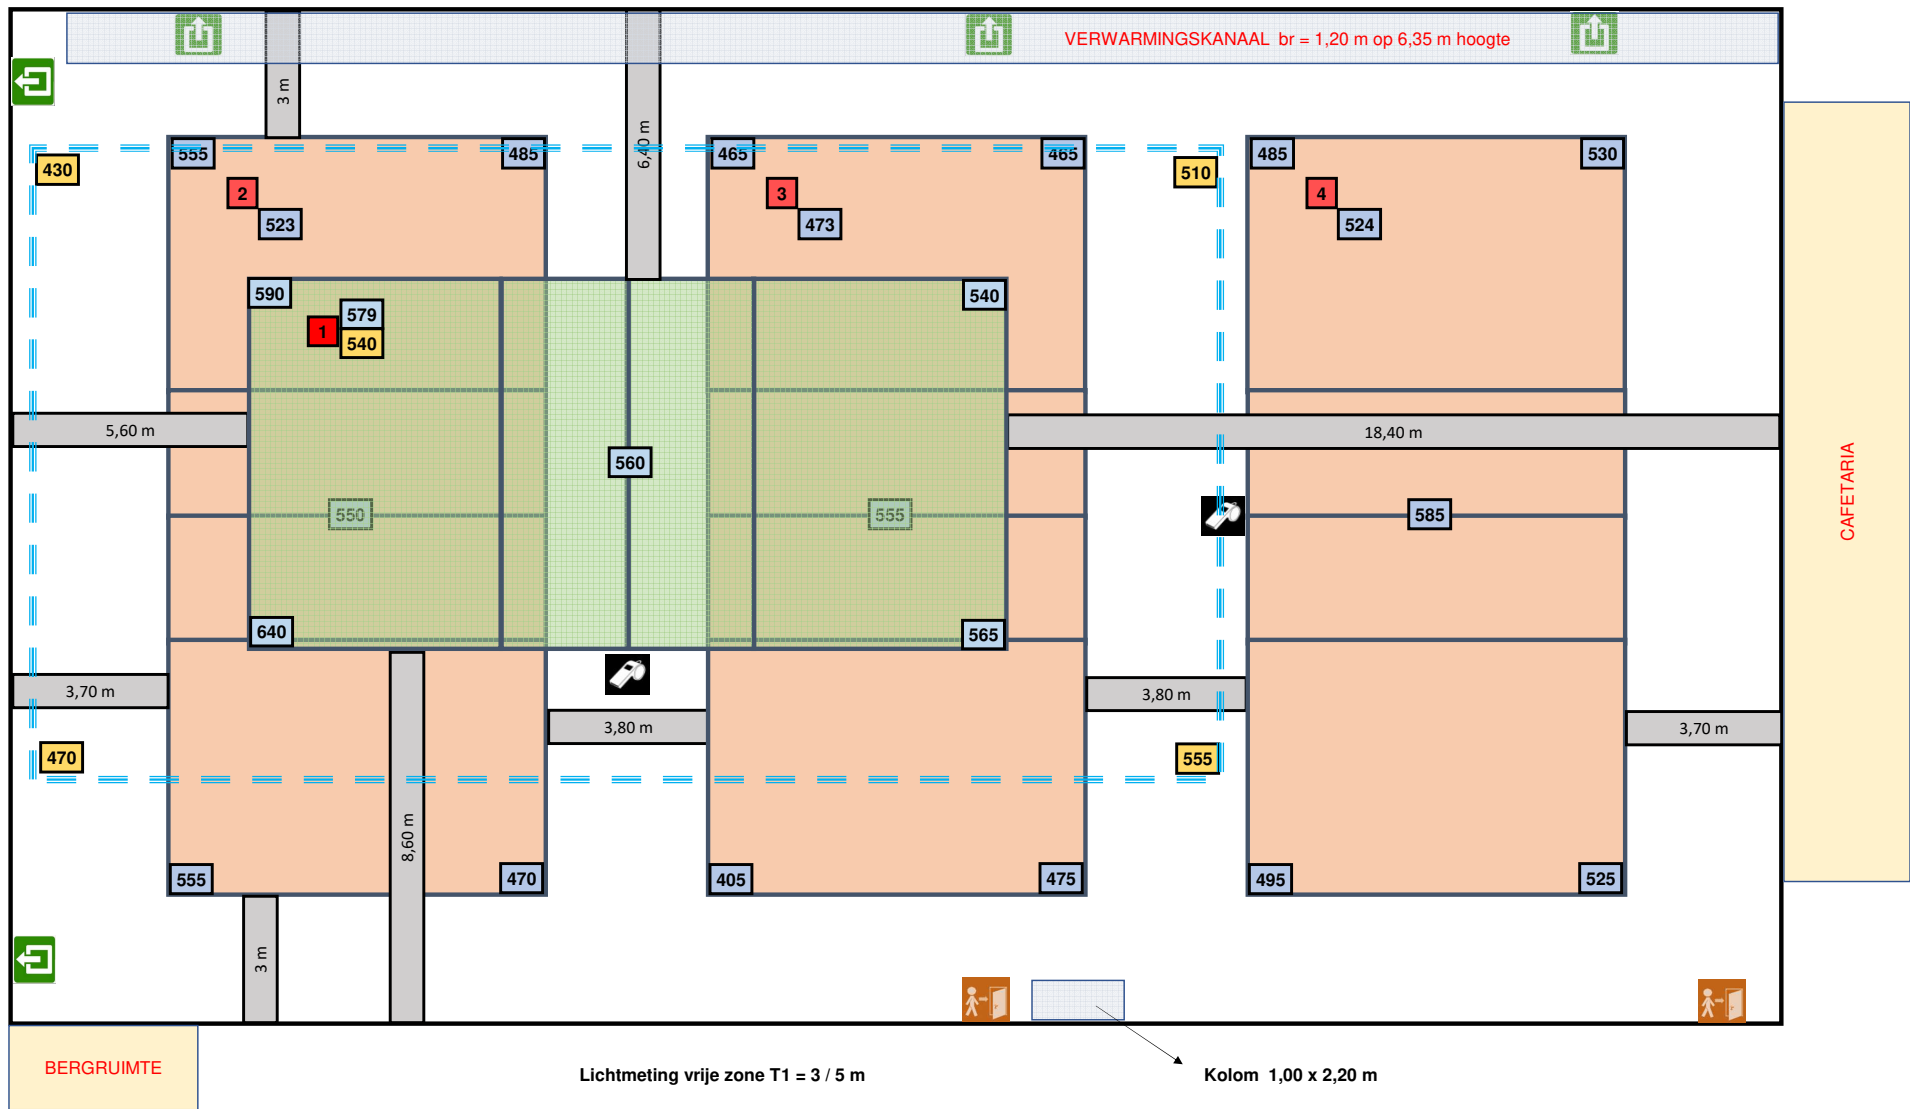 VERWARMINGSKANAAL br = 1,20 m op 6,35 m hoogte
3 m
6,40 m
430
555
485
465
465
510
485
530
2
523
3
473
4
524
590
579
540
1
540
5,60 m
18,40 m
560
550
555
585
CAFETARIA
640
565
3,70 m
3,80 m
3,80 m
3,70 m
470
555
8,60 m
555
470
405
475
495
525
3 m
BERGRUIMTE
Lichtmeting vrije zone T1 = 3 / 5 m
Kolom 1,00 x 2,20 m